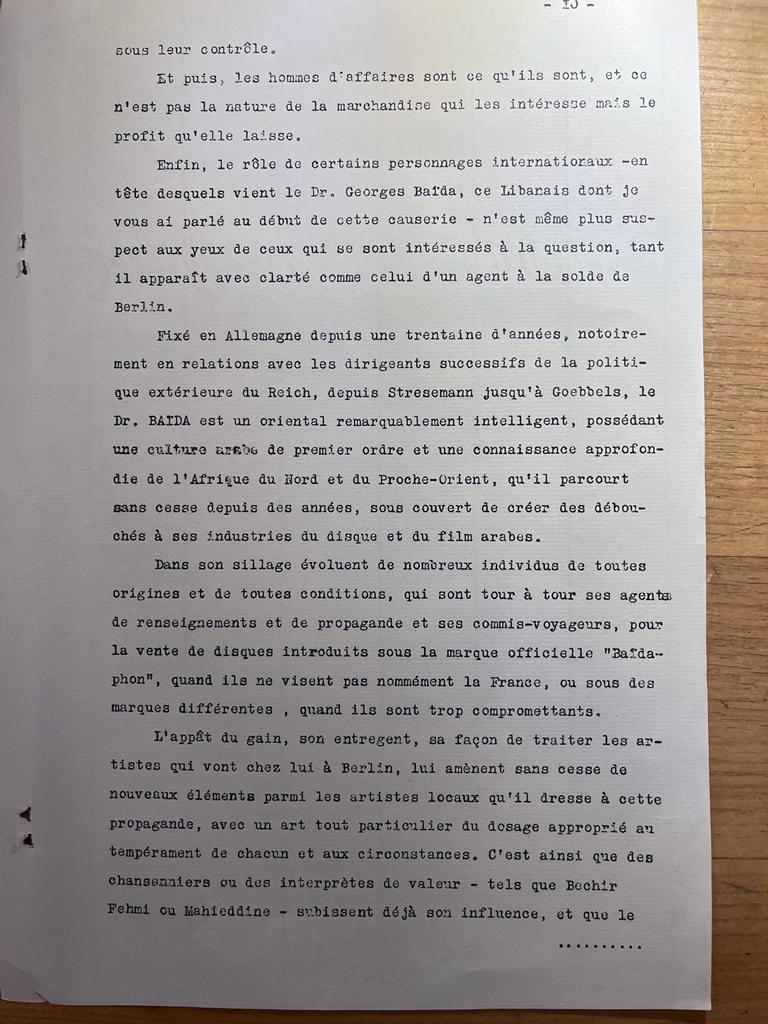 - 13 -
sous leur contrôle.
Et puis, les hommes d'affaires sont ce qu'ils sont, et ce
n'est pas la nature de la marchandise qui les intéresse mais le
profit qu'elle laisse.
Enfin, le rôle de certains personnages internationaux -en
tête desquels vient le Dr. Georges Baïda, ce Libanais dont je
vous ai parlé au début de cette causerie - n'est même plus sus-
pect aux yeux de ceux qui se sont intéressés à la question, tant
il apparaît avec clarté comme celui d'un agent à la solde de
Berlin.
Fixé en Allemagne depuis une trentaine d'années, notoire-
ment en relations avec les dirigeants successifs de la politi-
que extérieure du Reich, depuis Stresemann jusqu'à Goebbels, le
Dr. BAÏDA est un oriental remarquablement intelligent, possédant
une culture arabe de premier ordre et une connaissance approfon-
die de l'Afrique du Nord et du Proche-Orient, qu'il parcourt
sans cesse depuis des années, sous couvert de créer des débou-
chés à ses industries du disque et du film arabes.
Dans son sillage évoluent de nombreux individus de toutes
origines et de toutes conditions, qui sont tour à tour ses agents
de renseignements et de propagande et ses commis-voyageurs, pour
la vente de disques introduits sous la marque officielle "Baïda-
phon", quand ils ne visent pas nommément la France, ou sous des
marques différentes , quand ils sont trop compromettants.
L'appât du gain, son entregent, sa façon de traiter les ar-
tistes qui vont chez lui à Berlin, lui amènent sans cesse de
nouveaux éléments parmi les artistes locaux qu'il dresse à cette
propagande, avec un art tout particulier du dosage approprié au
tempérament de chacun et aux circonstances. C'est ainsi que des
chansonniers ou des interprètes de valeur - tels que Bechir
Fehmi ou Mahieddine - subissent déjà son influence, et que le
..........